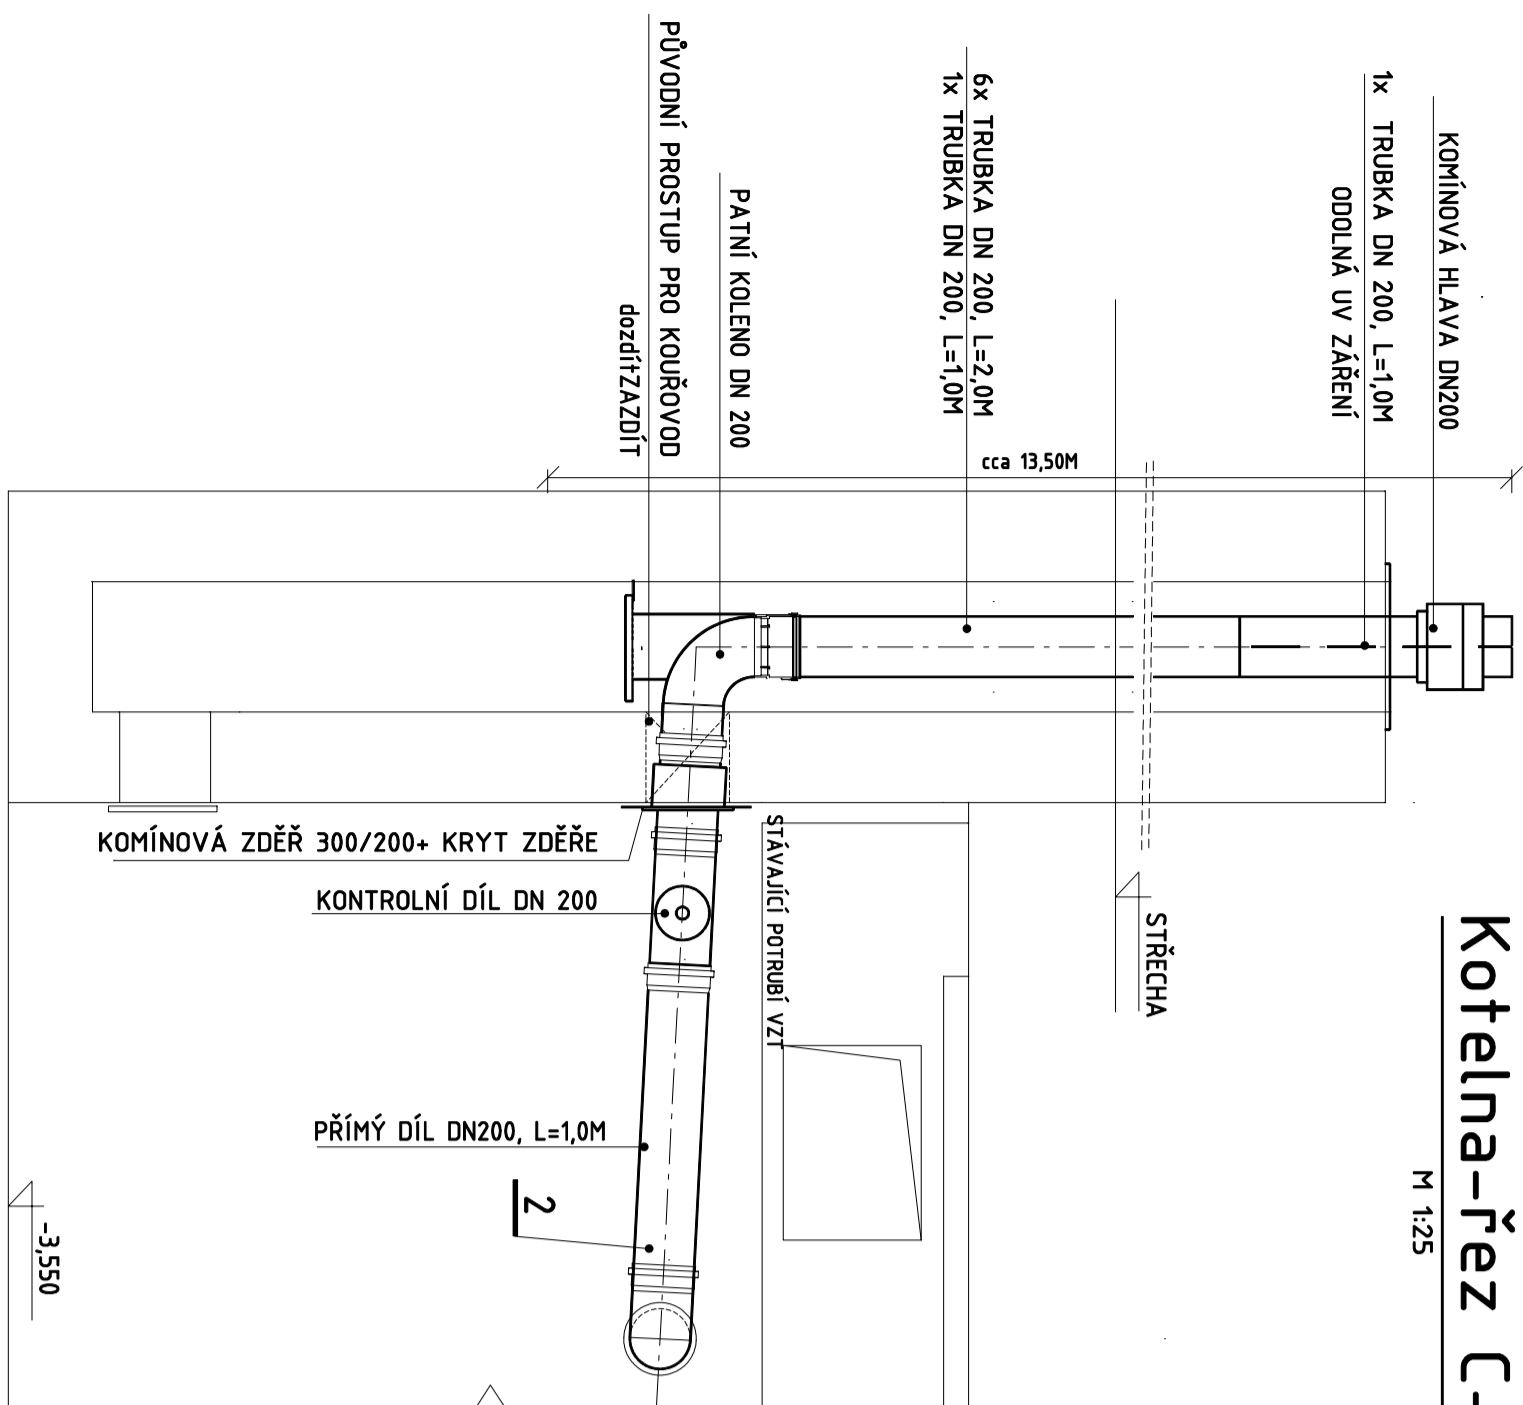 Kotelna-řez C-
M 1:25
KOMÍNOVÁ HLAVA DN200
1x TRUBKA DN 200, L=1,0M
ODOLNÁ UV ZÁŘENÍ
STŘECHA
6x TRUBKA DN 200, L=2,0M
1x TRUBKA DN 200, L=1,0M
cca 13,50M
PATNÍ KOLENO DN 200
PŮVODNÍ PROSTUP PRO KOUŘOVOD
dozdítZAZDÍT
STÁVAJÍCÍ POTRUBÍ VZT
KOMÍNOVÁ ZDĚŘ 300/200+ KRYT ZDĚŘE
KONTROLNÍ DÍL DN 200
PŘÍMÝ DÍL DN200, L=1,0M
2
-3,550